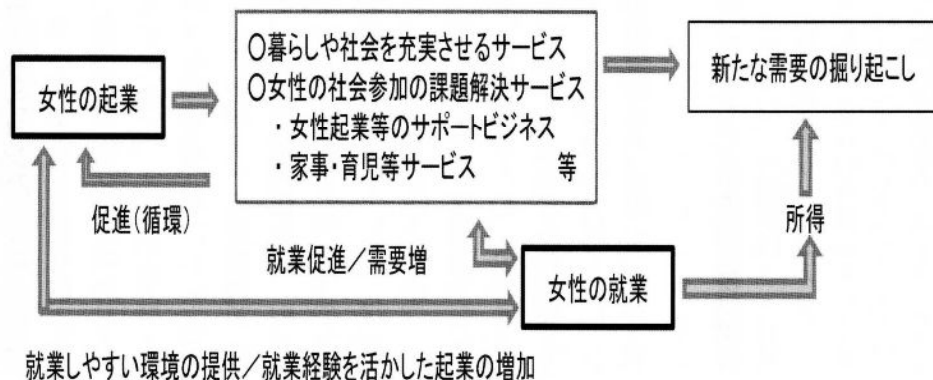 女性の起業
○暮らしや社会を充実させるサービス
○女性の社会参加の課題解決サービス
・女性起業等のサポートビジネス
・家事・育児等サービス　　等
新たな需要の掘り起こし
促進(循環)
就業促進／需要増
所得
女性の就業
就業しやすい環境の提供／就業経験を活かした起業の増加